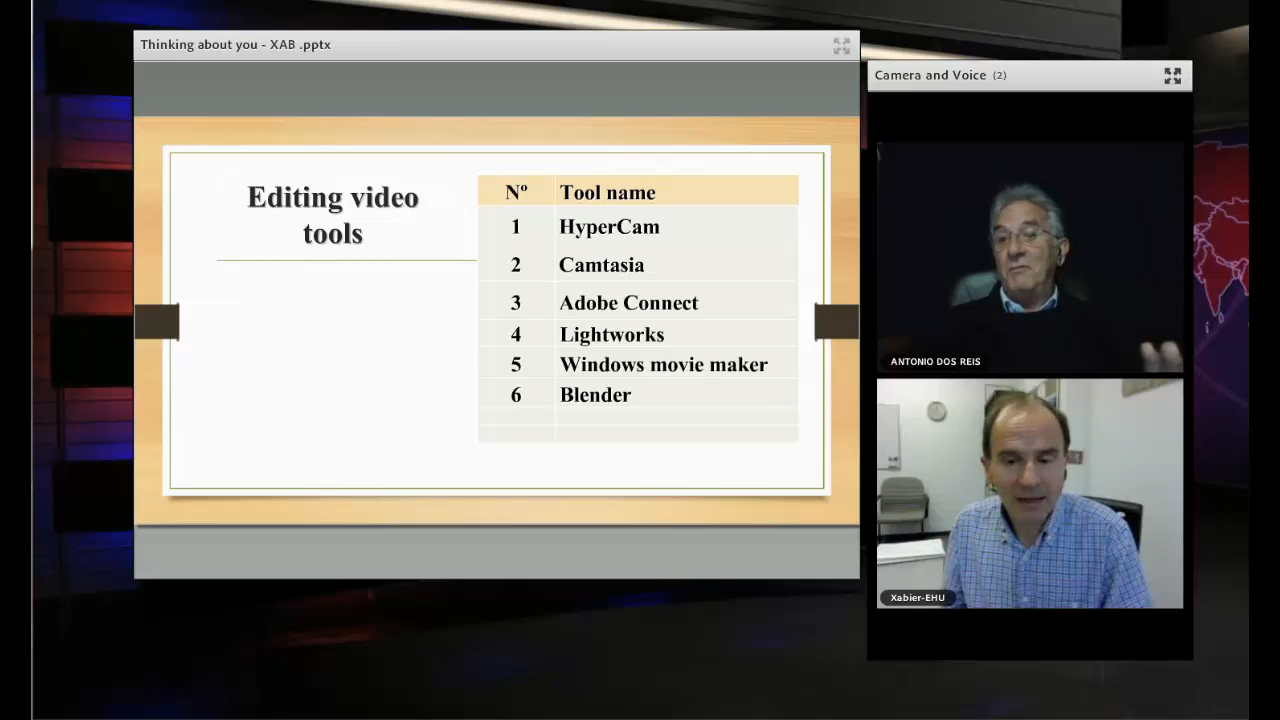 Thinking about you - XAB .pptx
Camera and Voice (2)
Editing video
tools
Nº Tool name
1 HyperCam
2 Camtasia
3 Adobe Connect
4 Lightworks
5 Windows movie maker
6 Blender
ANTONIO DOS REIS
Xabier-EHU